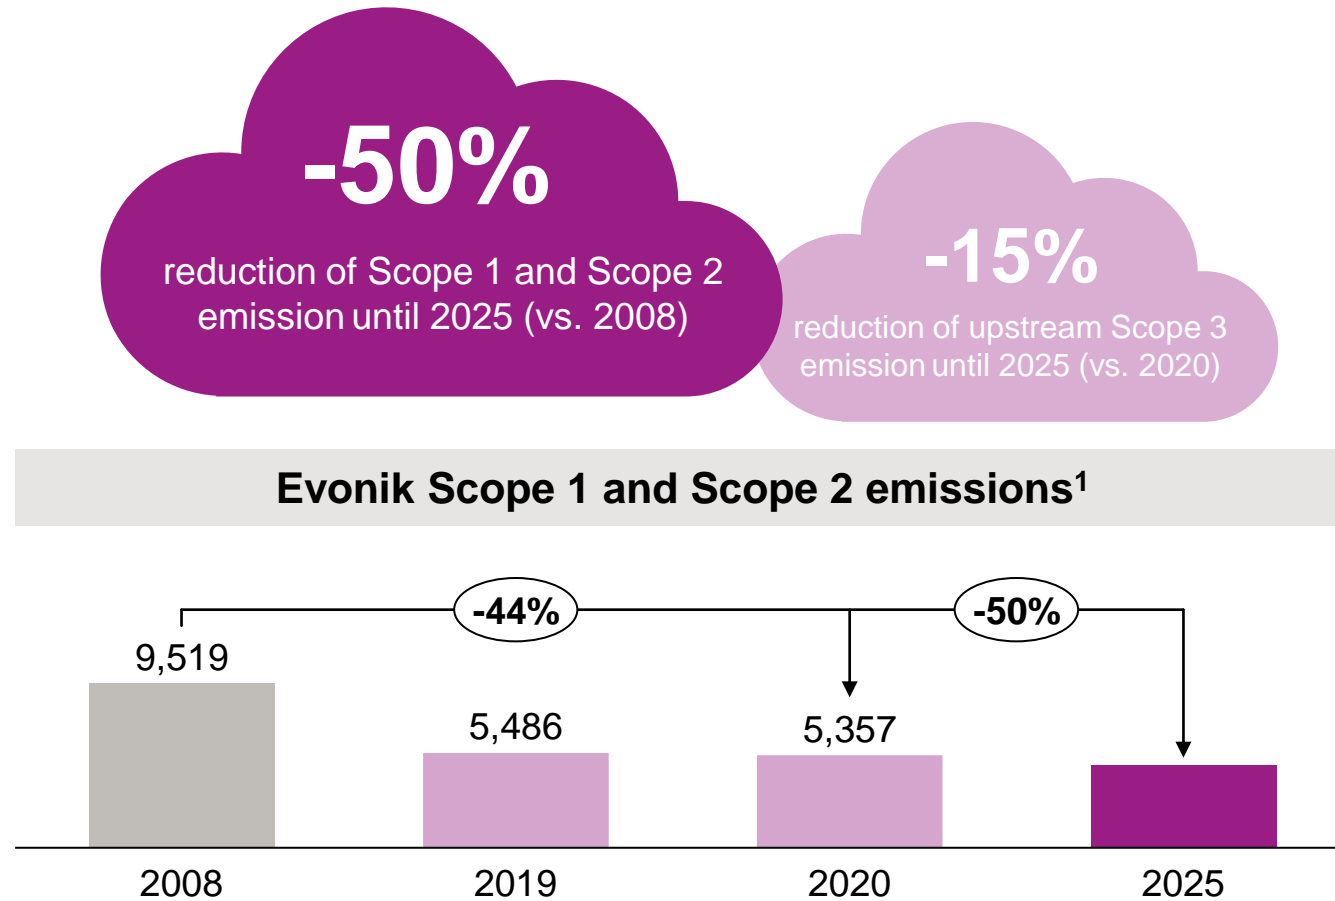 -50%
reduction of Scope 1 and Scope 2
emission until 2025 (vs. 2008)
-15%
reduction of upstream Scope 3
emission until 2025 (vs. 2020)
Evonik Scope 1 and Scope 2 emissions¹
-44%
-50%
9,519
5,486
5,357
2008
2019
2020
2025